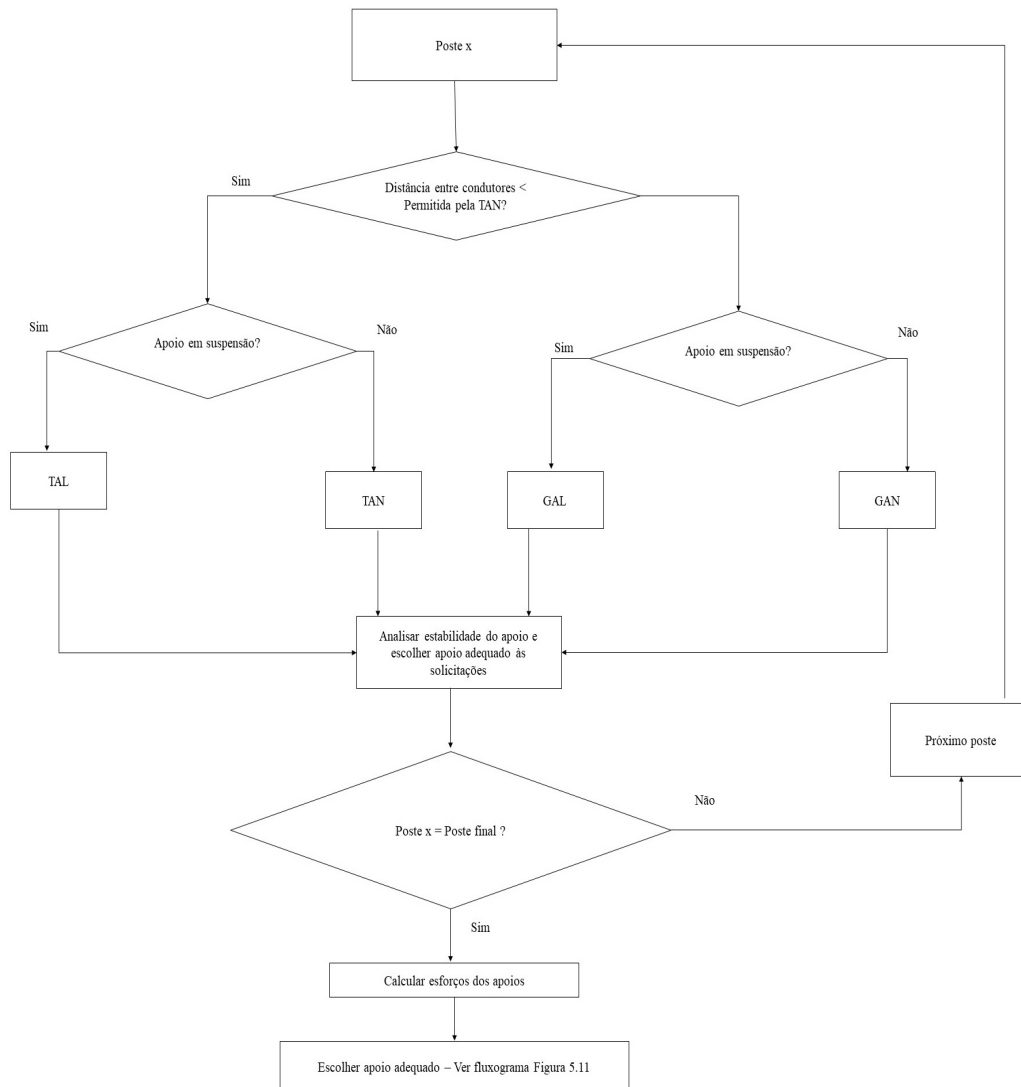 Poste x
Distância entre condutores <
Permitida pela TAN?
Sim
Apoio em suspensão?
Sim
Não
Apoio em suspensão?
Sim
Não
TAL
TAN
GAL
GAN
Analisar estabilidade do apoio e
escolher apoio adequado às
solicitações
Próximo poste
Poste x = Poste final ?
Não
Sim
Calcular esforços dos apoios
Escolher apoio adequado – Ver fluxograma Figura 5.11